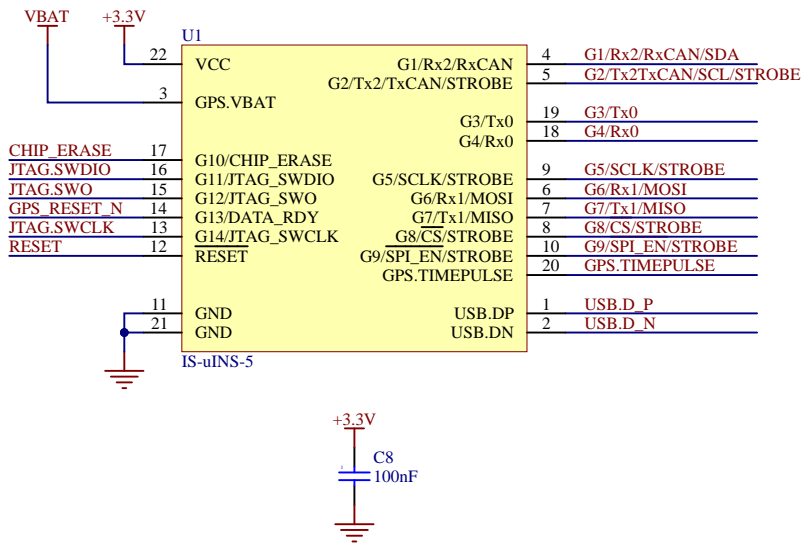 VBAT +3.3V
U1
22 VCC G1/Rx2/RxCAN 4 G1/Rx2/RxCAN/SDA
G2/Tx2/TxCAN/STROBE 5 G2/Tx2TxCAN/SCL/STROBE
3 GPS.VBAT
G3/Tx0 19 G3/Tx0
G4/Rx0 18 G4/Rx0
CHIP_ERASE 17 G10/CHIP_ERASE
JTAG.SWDIO 16 G11/JTAG_SWDIO G5/SCLK/STROBE 9 G5/SCLK/STROBE
JTAG.SWO 15 G12/JTAG_SWO G6/Rx1/MOSI 6 G6/Rx1/MOSI
GPS_RESET_N 14 G13/DATA_RDY G7/Tx1/MISO 7 G7/Tx1/MISO
JTAG.SWCLK 13 G14/JTAG_SWCLK G8/CS/STROBE 8 G8/CS/STROBE
RESET 12 RESET G9/SPI_EN/STROBE 10 G9/SPI_EN/STROBE
GPS.TIMEPULSE 20 GPS.TIMEPULSE
11 GND USB.DP 1 USB.D_P
21 GND USB.DN 2 USB.D_N
IS-uINS-5
+3.3V
C8
100nF